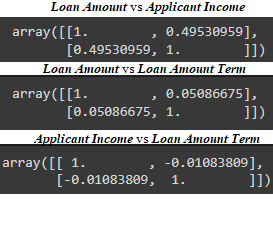 Loan Amount vs Applicant Income
array([[1.        , 0.49530959],
[0.49530959, 1.        ]])
Loan Amount vs Loan Amount Term
array([[1.        , 0.05086675],
[0.05086675, 1.        ]])
Applicant Income vs Loan Amount Term
array([[ 1.        , -0.01083809],
[-0.01083809,  1.        ]])